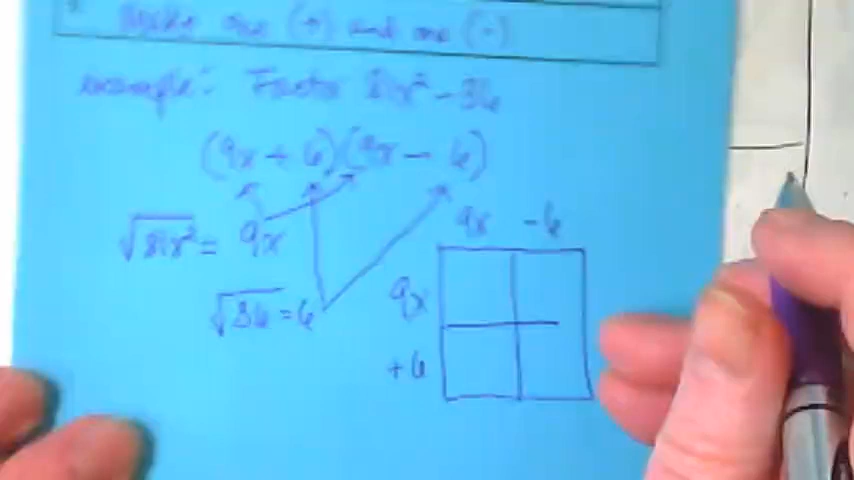 Make one (+) and one (-)
example: Factor 81x² - 36
(9x + 6)(9x - 6)
√81x² = 9x
√36 = 6
9x -6
9x
+6